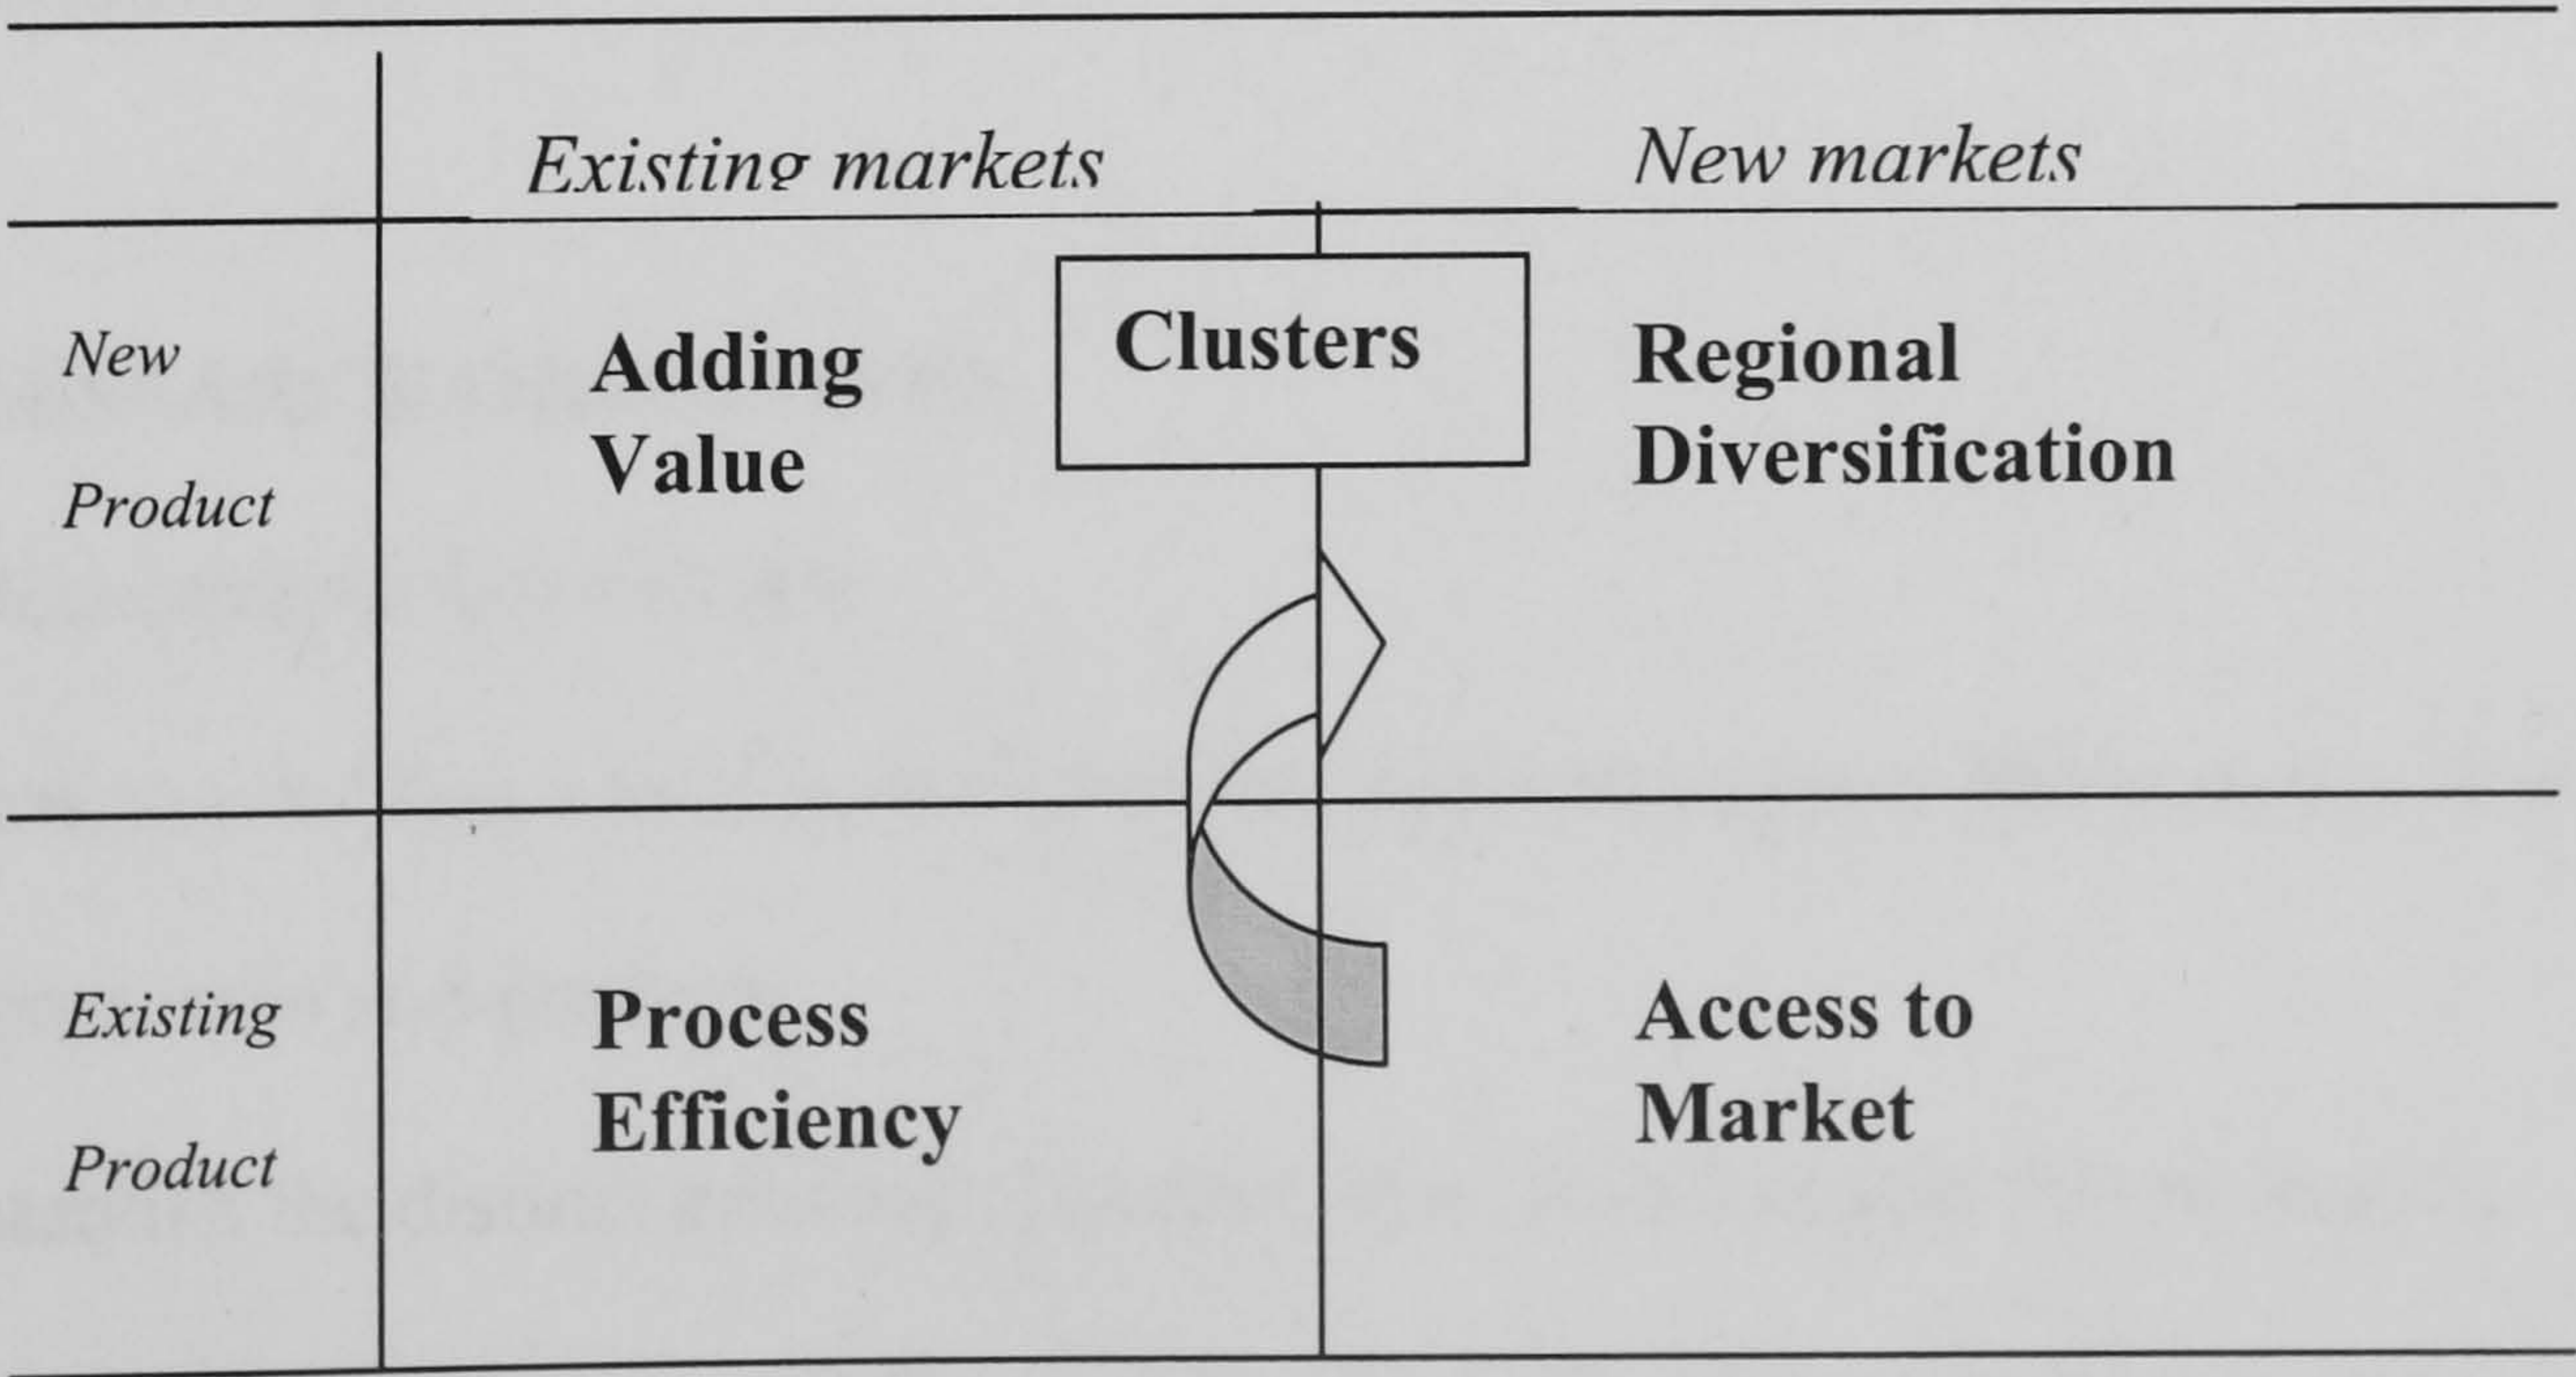 Existing markets
New markets
New
Product
Adding
Value
Clusters
Regional
Diversification
Existing
Product
Process
Efficiency
Access to
Market